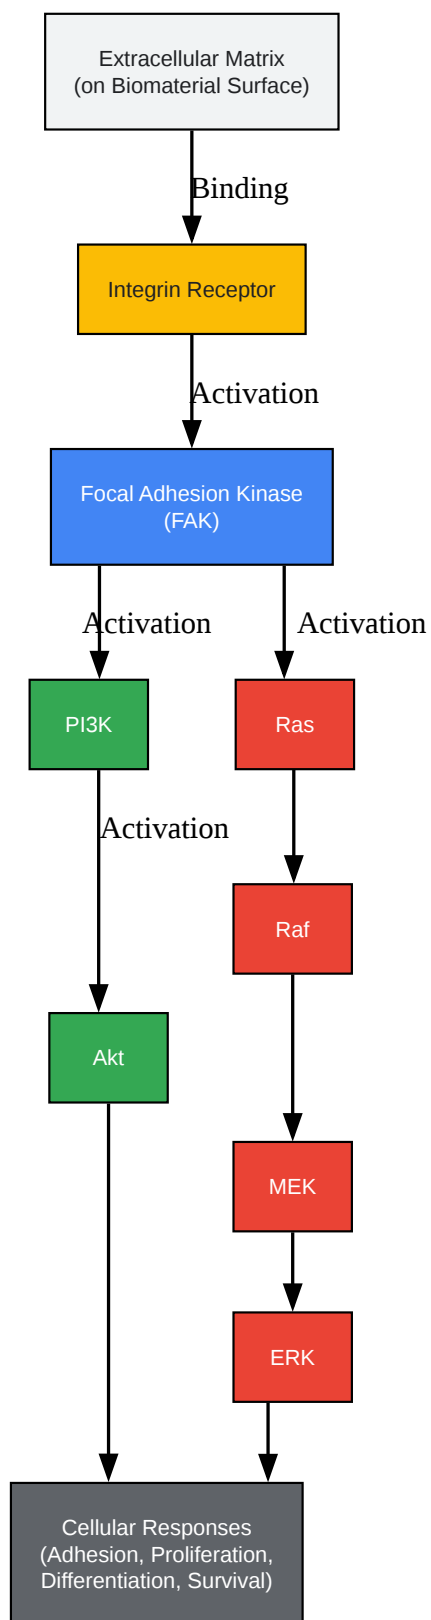 Extracellular Matrix
(on Biomaterial Surface)
Binding
Integrin Receptor
Activation
Focal Adhesion Kinase
(FAK)
Activation
Activation
PI3K
Ras
Activation
Raf
Akt
MEK
ERK
Cellular Responses
(Adhesion, Proliferation,
Differentiation, Survival)